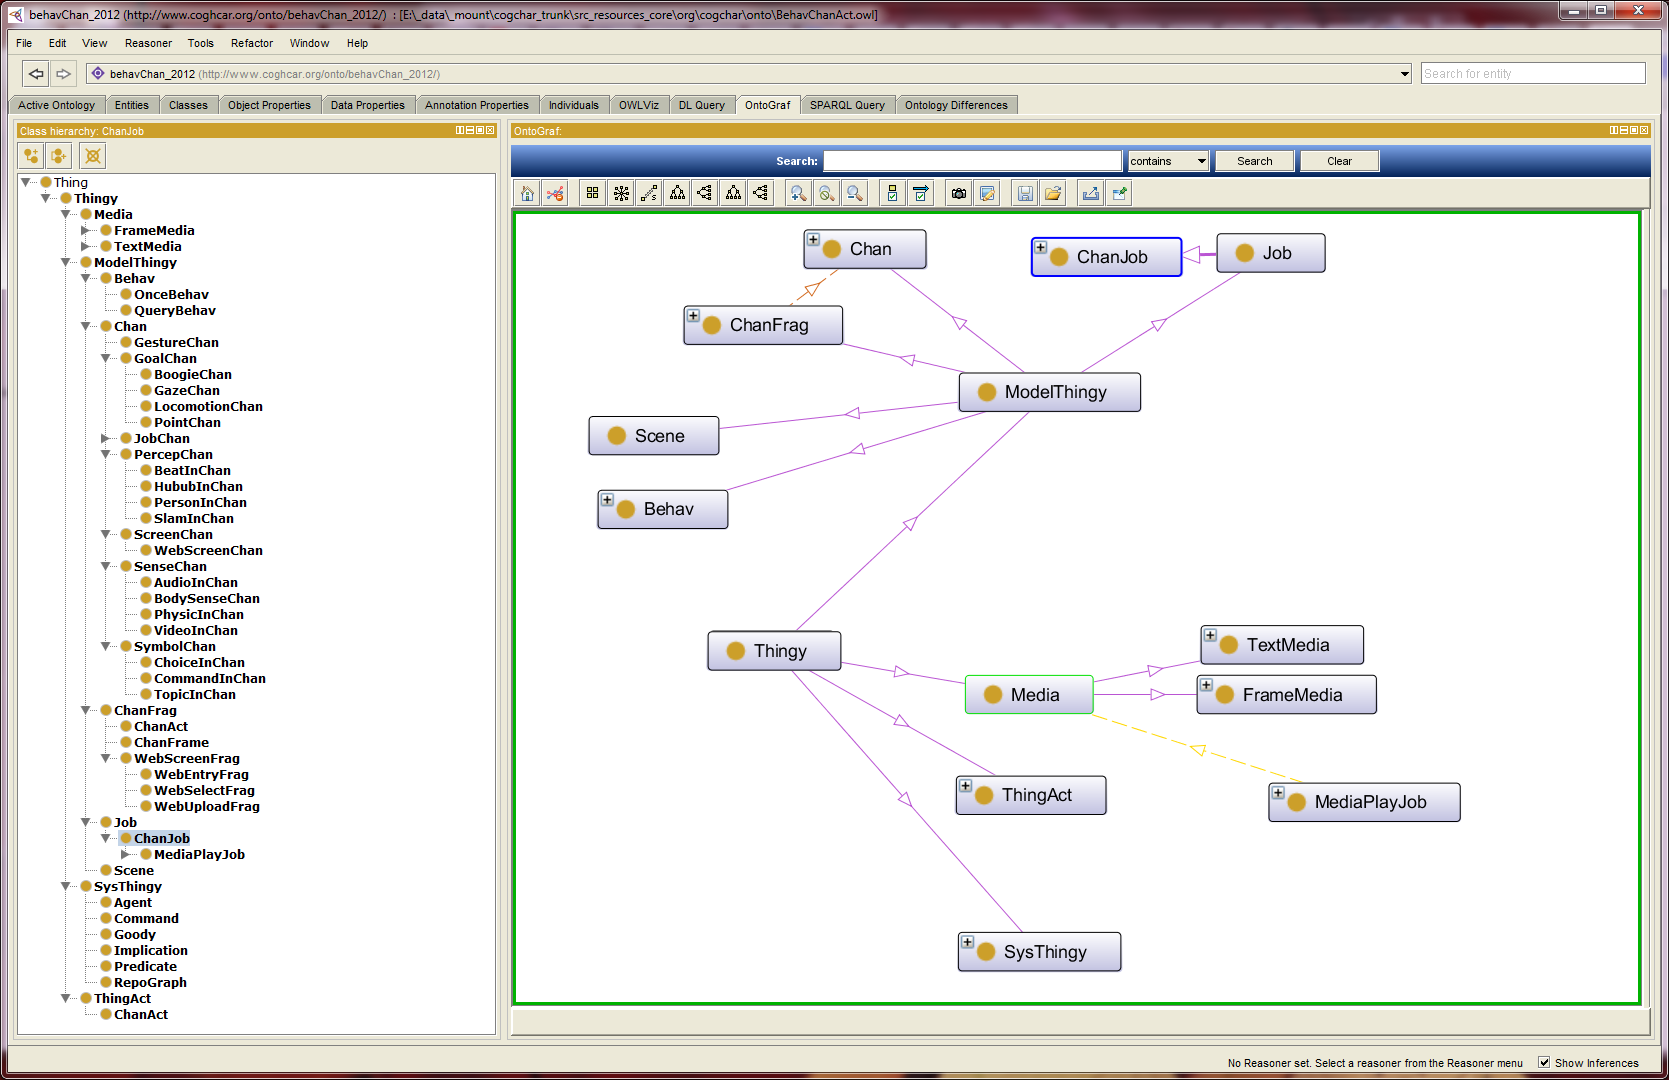 behavChan_2012 (http://www.coghcar.org/onto/behavChan_2012/) : [E:\_data\_mount\cogchar_trunk\src_resources_core\org\cogchar\onto\BehavChanAct.owl]
File Edit View Reasoner Tools Refactor Window Help
behavChan_2012 (http://www.coghcar.org/onto/behavChan_2012/)
Search for entity
Active Ontology Entities Classes Object Properties Data Properties Annotation Properties Individuals OWLViz DL Query OntoGraf SPARQL Query Ontology Differences
Class hierarchy: ChanJob
Thing
Thingy
Media
FrameMedia
TextMedia
ModelThingy
Behav
OnceBehav
QueryBehav
Chan
GestureChan
GoalChan
BoogieChan
GazeChan
LocomotionChan
PointChan
JobChan
PercepChan
BeatInChan
HububInChan
PersonInChan
SlamInChan
ScreenChan
WebScreenChan
SenseChan
AudioInChan
BodySenseChan
PhysicInChan
VideoInChan
SymbolChan
ChoiceInChan
CommandInChan
TopicInChan
ChanFrag
ChanAct
ChanFrame
WebScreenFrag
WebEntryFrag
WebSelectFrag
WebUploadFrag
Job
ChanJob
MediaPlayJob
Scene
SysThingy
Agent
Command
Goody
Implication
Predicate
RepoGraph
ThingAct
ChanAct
OntoGraf:
Search: contains Search Clear
Chan
ChanJob
Job
ChanFrag
ModelThingy
Scene
Behav
Thingy
TextMedia
Media
FrameMedia
ThingAct
MediaPlayJob
SysThingy
No Reasoner set. Select a reasoner from the Reasoner menu Show Inferences